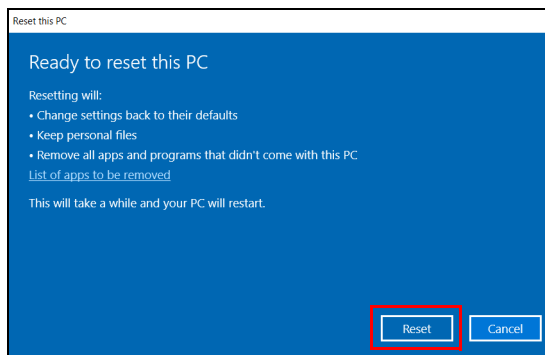 Reset this PC
Ready to reset this PC
Resetting will:
• Change settings back to their defaults
• Keep personal files
• Remove all apps and programs that didn't come with this PC
List of apps to be removed
This will take a while and your PC will restart.
Reset Cancel